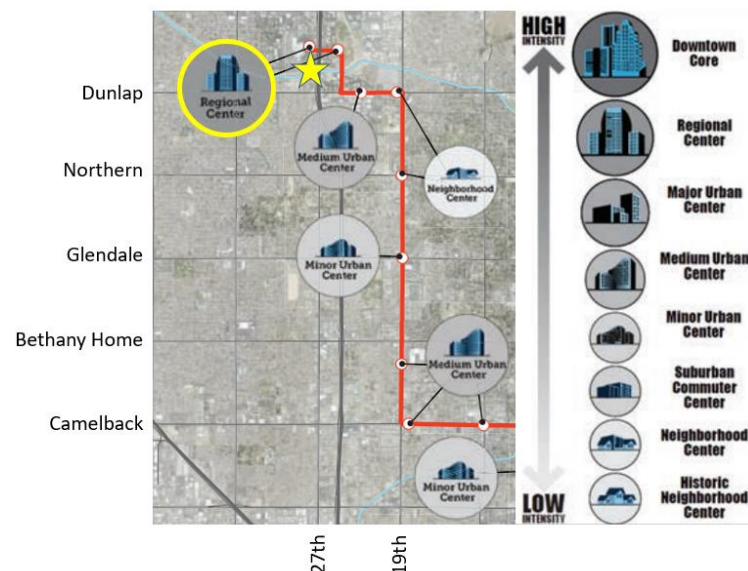 Regional
Center
Dunlap
Medium Urban
Center
Northern
Neighborhood
Center
Glendale
Minor Urban
Center
Bethany Home
Medium Urban
Center
Camelback
Minor Urban
Center
27th
19th
HIGH
INTENSITY
LOW
INTENSITY
Downtown
Core
Regional
Center
Major Urban
Center
Medium Urban
Center
Minor Urban
Center
Suburban
Commuter
Center
Neighborhood
Center
Historic
Neighborhood
Center